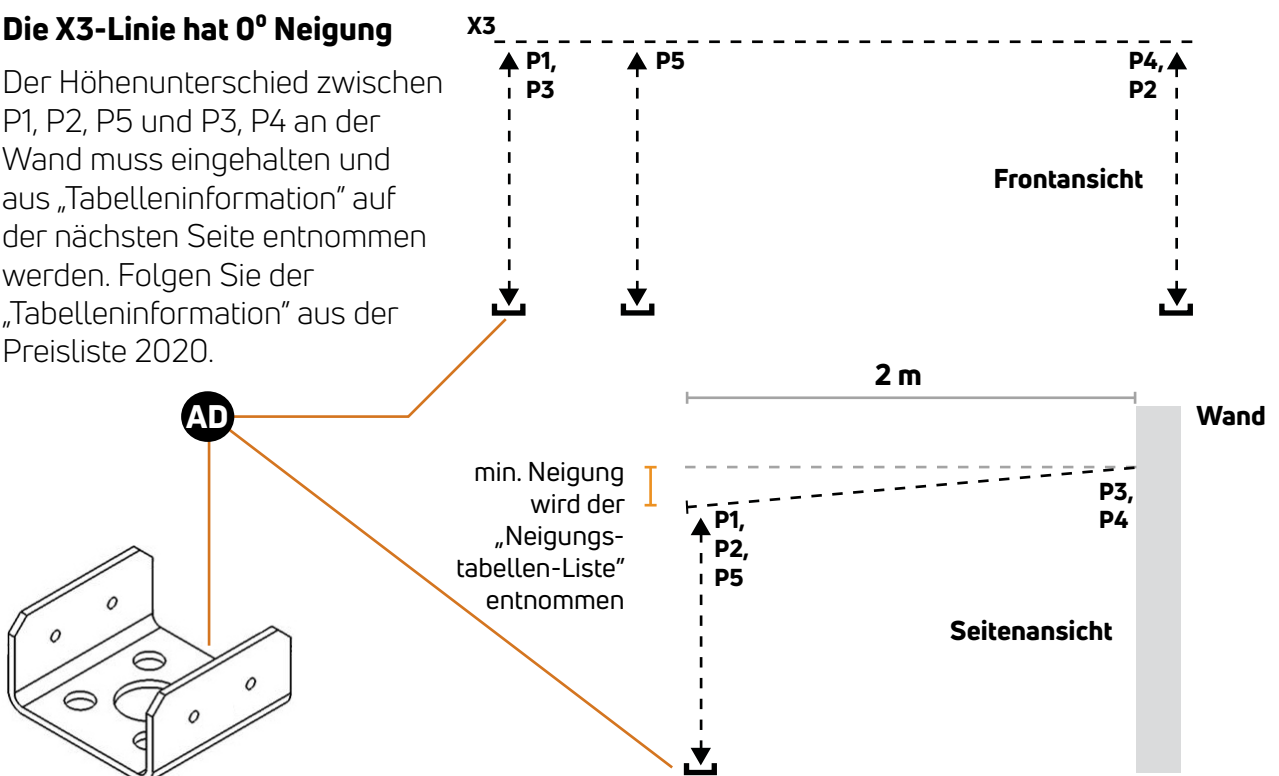 Die X3-Linie hat 0⁰ Neigung
Der Höhenunterschied zwischen
P1, P2, P5 und P3, P4 an der
Wand muss eingehalten und
aus „Tabelleninformation” auf
der nächsten Seite entnommen
werden. Folgen Sie der
„Tabelleninformation” aus der
Preisliste 2020.
X3
P1,
P3
P5
P4,
P2
Frontansicht
AD
2 m
Wand
min. Neigung
wird der
„Neigungs-
tabellen-Liste”
entnommen
P3,
P4
P1,
P2,
P5
Seitenansicht